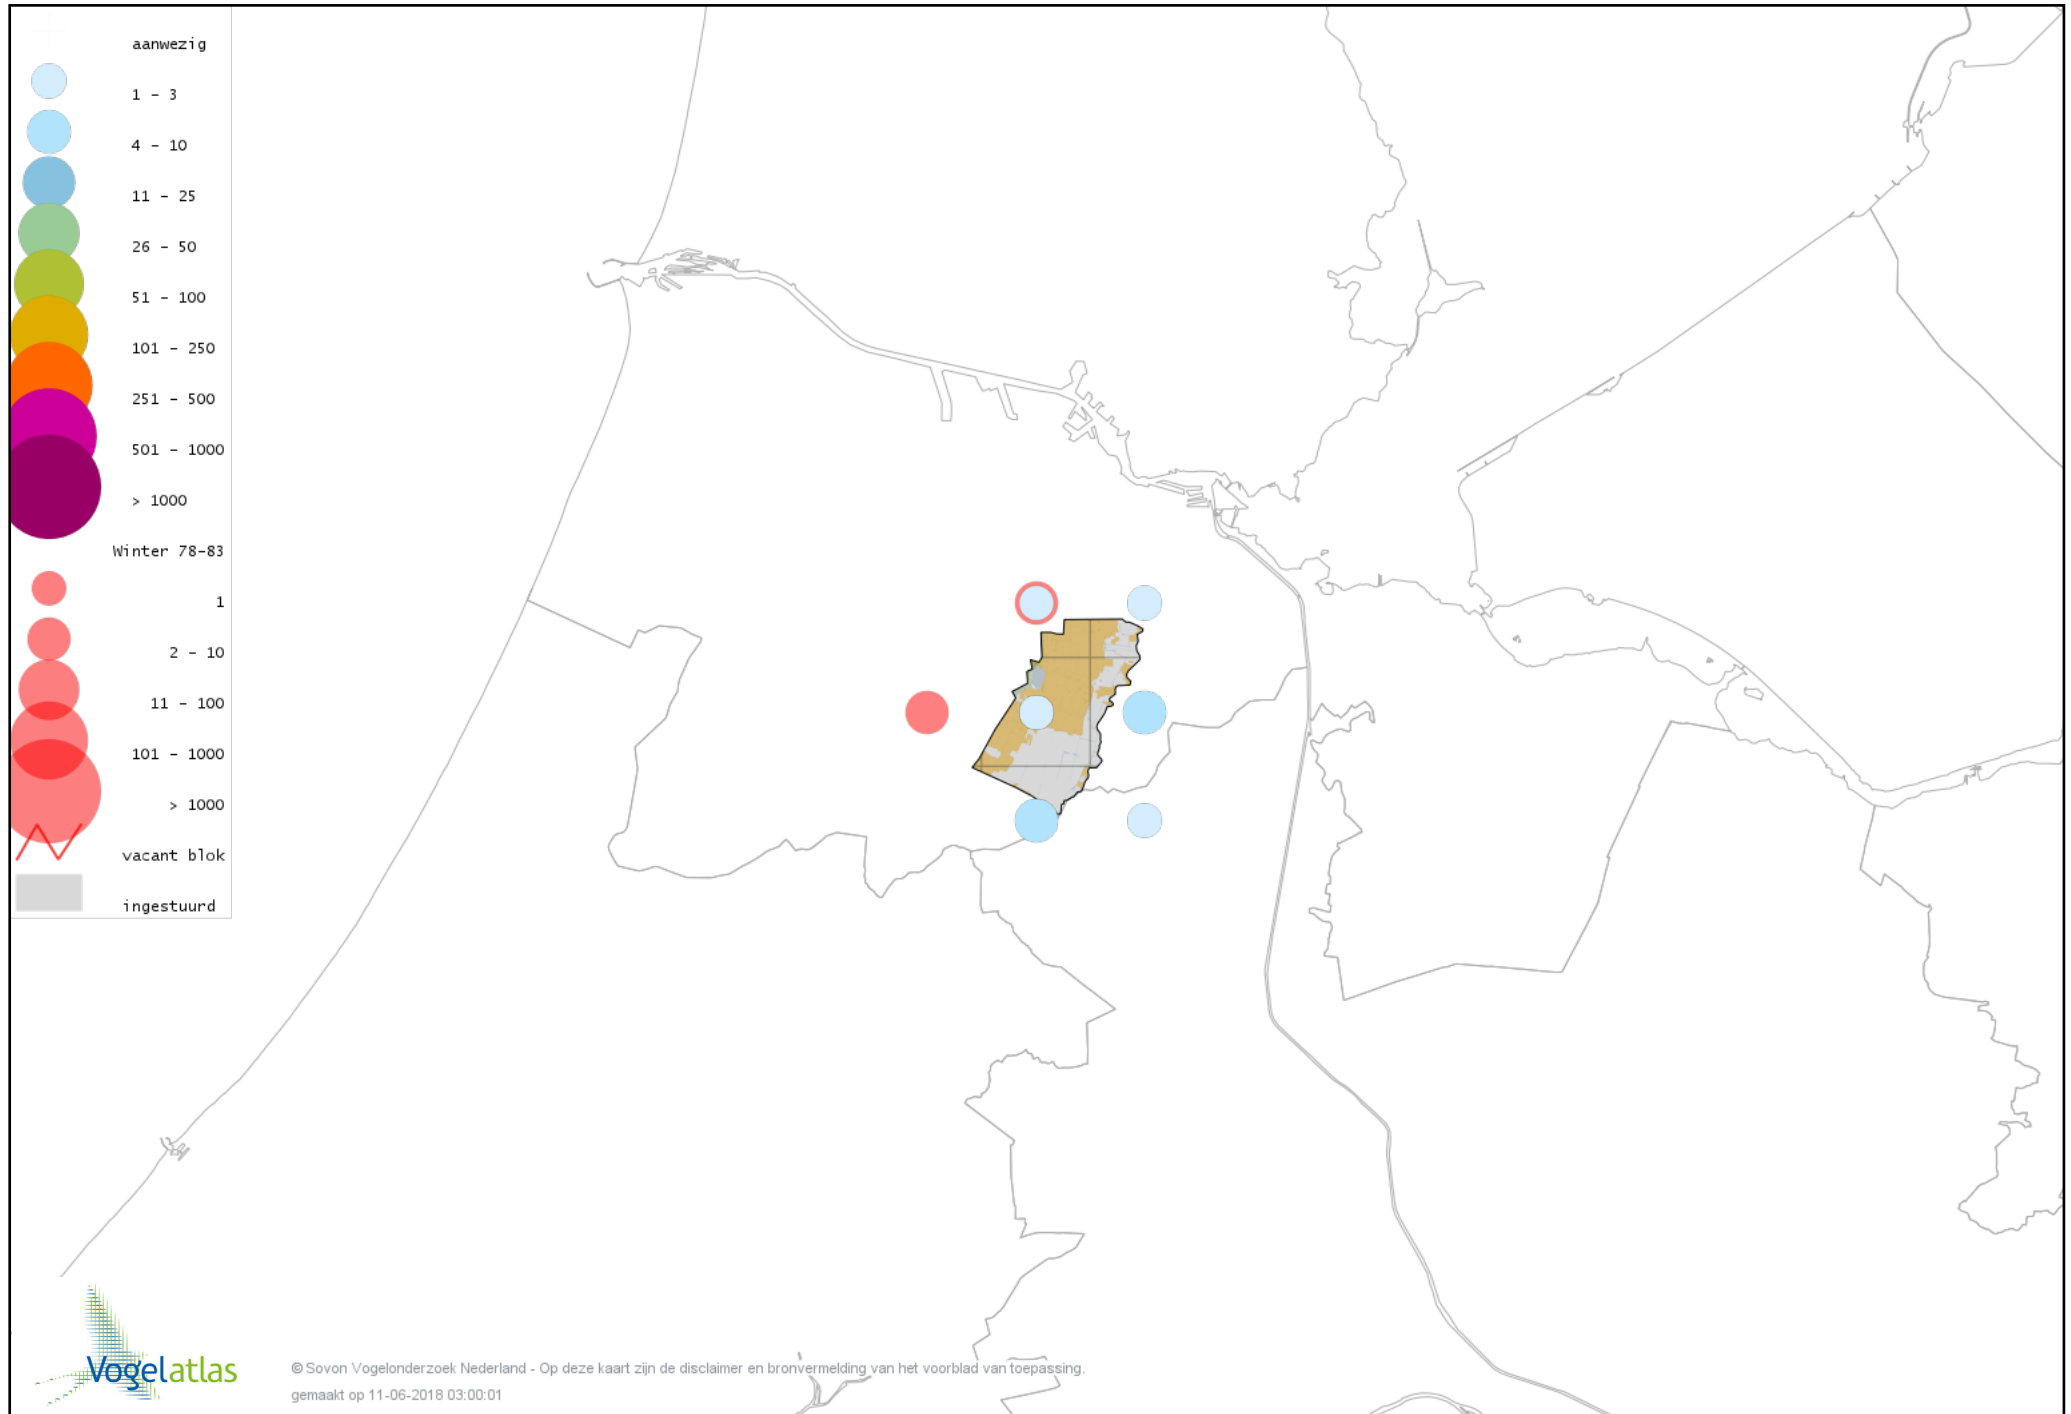 aanwezig
1 - 3
4 - 10
11 - 25
26 - 50
51 - 100
101 - 250
251 - 500
501 - 1000
> 1000
Winter 78-83
1
2 - 10
11 - 100
101 - 1000
> 1000
vacant blok
ingestuurd
Vogelatlas
© Sovon Vogelonderzoek Nederland - Op deze kaart zijn de disclaimer en bronvermelding van het voorblad van toepassing.
gemaakt op 11-06-2018 03:00:01